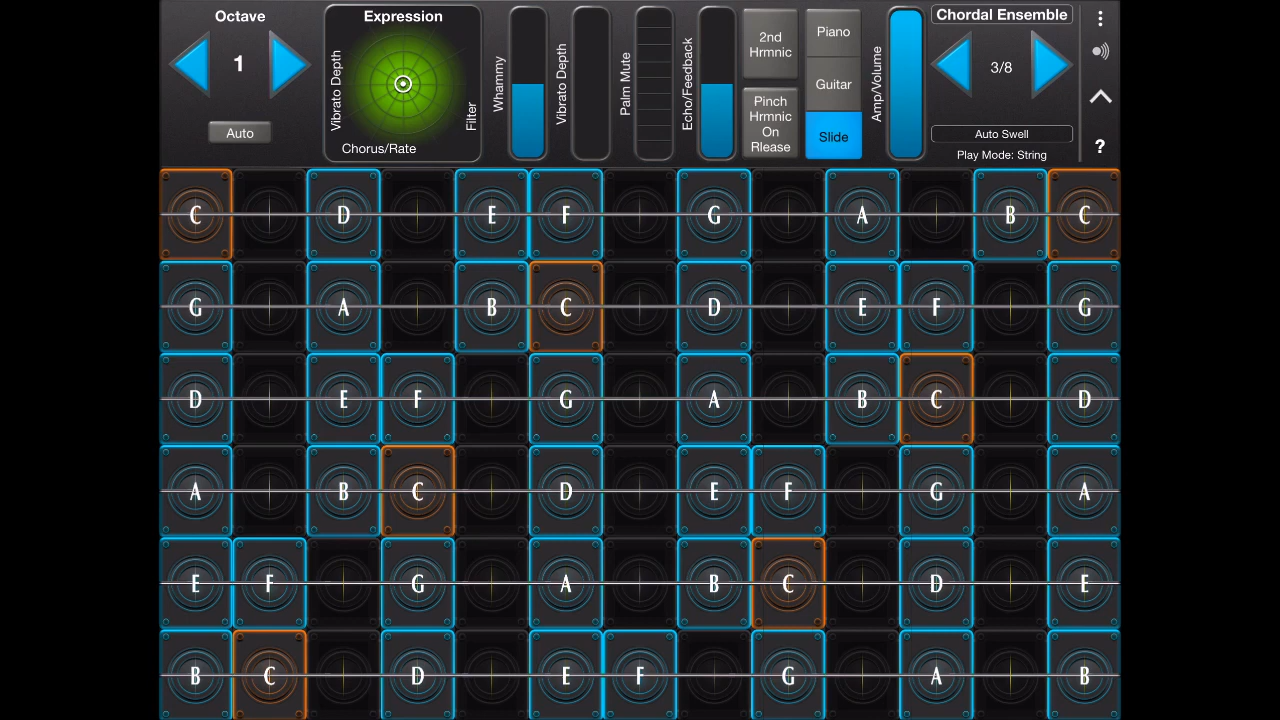 Octave
1
Auto
Expression
Vibrato Depth
Filter
Chorus/Rate
Whammy
Vibrato Depth
Palm Mute
Echo/Feedback
2nd
Hrmnic
Pinch
Hrmnic
On
Rlease
Piano
Guitar
Slide
Amp/Volume
Chordal Ensemble
3/8
Auto Swell
Play Mode: String
?
C D E F G A B C
G A B C D E F G
D E F G A B C D
A B C D E F G A
E F G A B C D E
B C D E F G A B